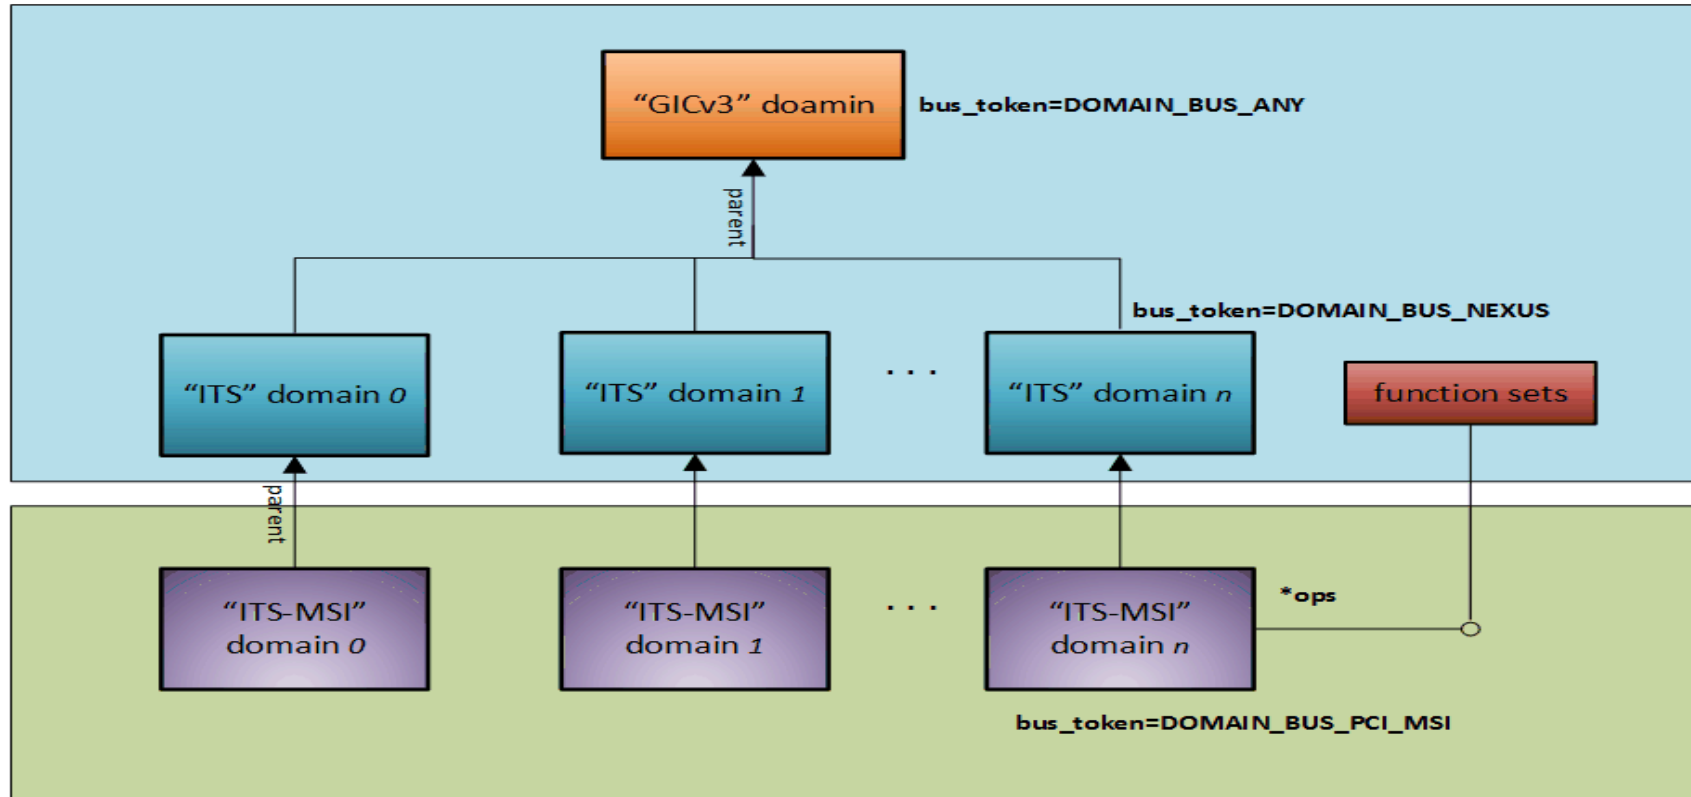 “GICv3” doamin
bus_token=DOMAIN_BUS_ANY
parent
bus_token=DOMAIN_BUS_NEXUS
“ITS” domain 0
“ITS” domain 1
. . .
“ITS” domain n
function sets
parent
“ITS-MSI”
domain 0
“ITS-MSI”
domain 1
. . .
“ITS-MSI”
domain n
*ops
bus_token=DOMAIN_BUS_PCI_MSI